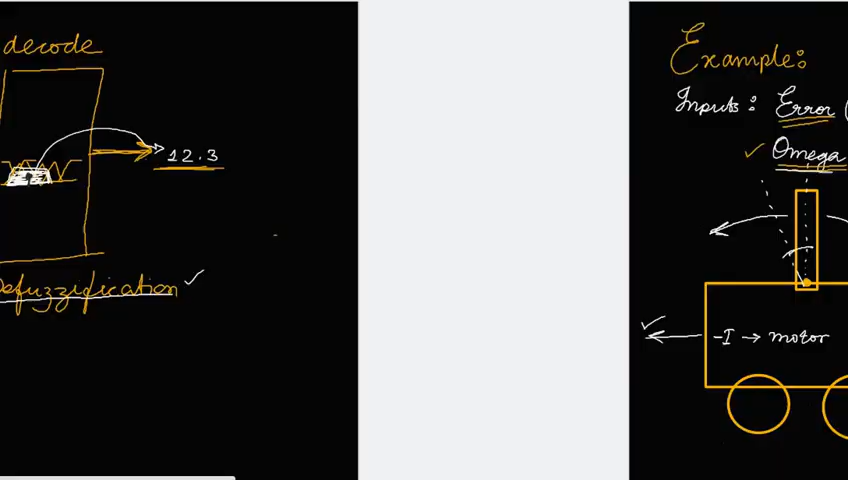 decode
12.3
Defuzzification
Example:
Inputs: Error (
Omega
-I → motor